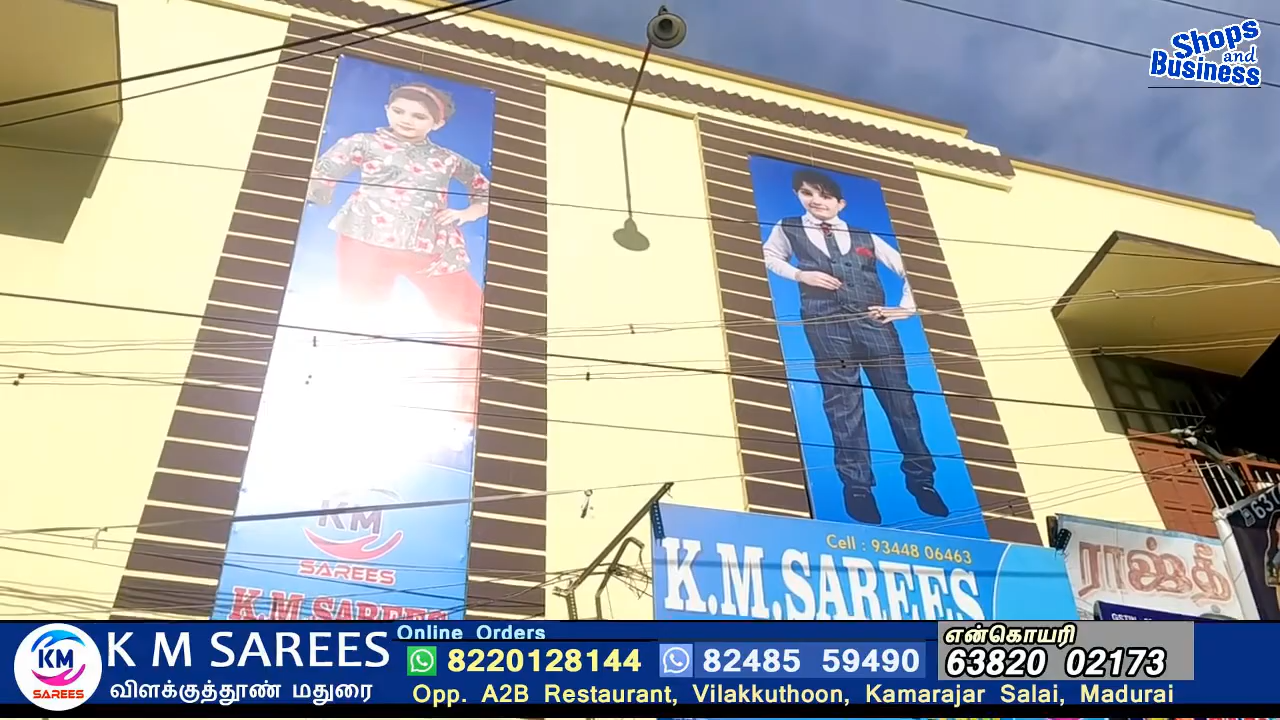 Shops
and
Business
KM
SAREES
K.M.SAREES
Cell : 93448 06463
K.M.SAREES
ராஜ்தீ
KM
SAREES
K M SAREES
விளக்குத்தூண் மதுரை
Online Orders
8220128144
82485 59490
என்கொயரி
63820 02173
Opp. A2B Restaurant, Vilakkuthoon, Kamarajar Salai, Madurai